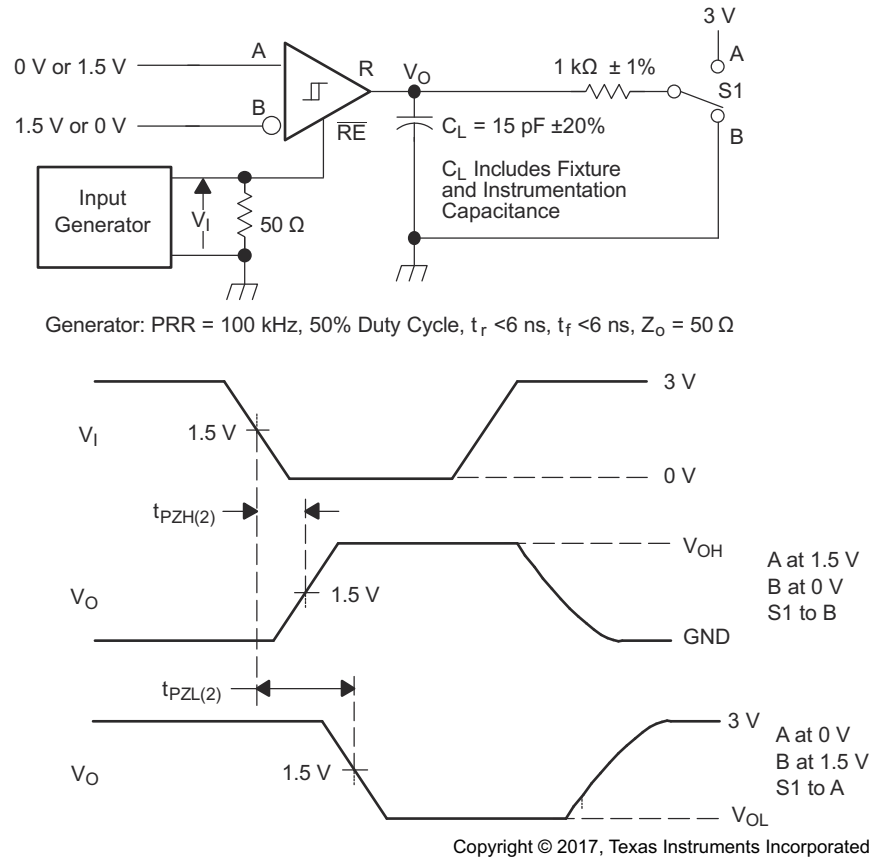 3 V
A
0 V or 1.5 V
A
R
V_O
1 kΩ ± 1%
S1
B
1.5 V or 0 V
R̅E̅
C_L = 15 pF ±20%
B
C_L Includes Fixture
and Instrumentation
Capacitance
Input
Generator
V_I
50 Ω
Generator: PRR = 100 kHz, 50% Duty Cycle, t_r <6 ns, t_f <6 ns, Z_o = 50 Ω
3 V
V_I
1.5 V
0 V
t_PZH(2)
V_OH
A at 1.5 V
B at 0 V
S1 to B
V_O
1.5 V
GND
t_PZL(2)
3 V
A at 0 V
B at 1.5 V
S1 to A
V_O
1.5 V
V_OL
Copyright © 2017, Texas Instruments Incorporated